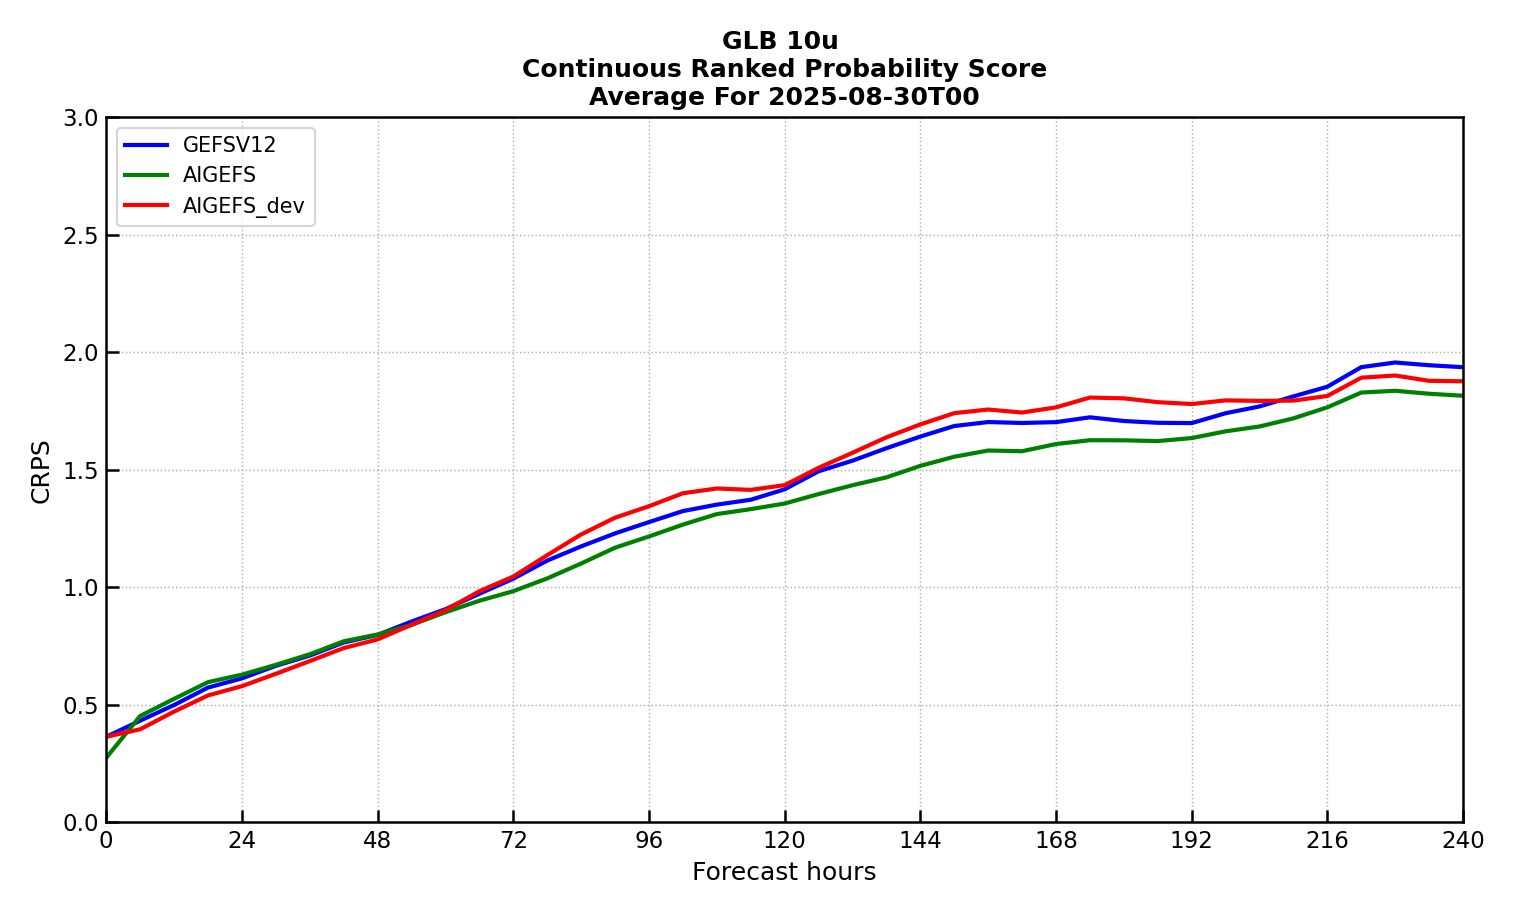 GLB 10u
Continuous Ranked Probability Score
Average For 2025-08-30T00
GEFSV12
AIGEFS
AIGEFS_dev
3.0
2.5
2.0
1.5
1.0
0.5
0.0
CRPS
0 24 48 72 96 120 144 168 192 216 240
Forecast hours